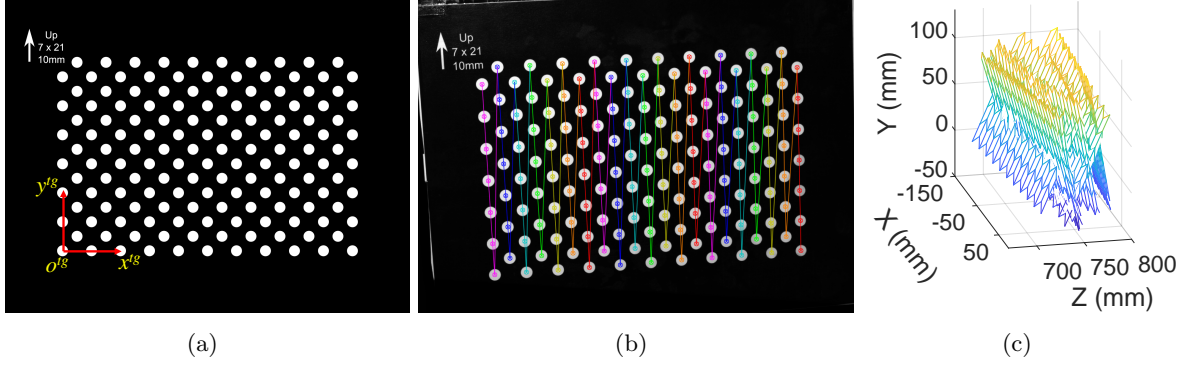 Up
7 x 21
10mm
y^tg
o^tg
x^tg
Up
7 x 21
10mm
100
50
0
-50
Y (mm)
-150
-50
50
X (mm)
700
750
800
Z (mm)
(a)
(b)
(c)